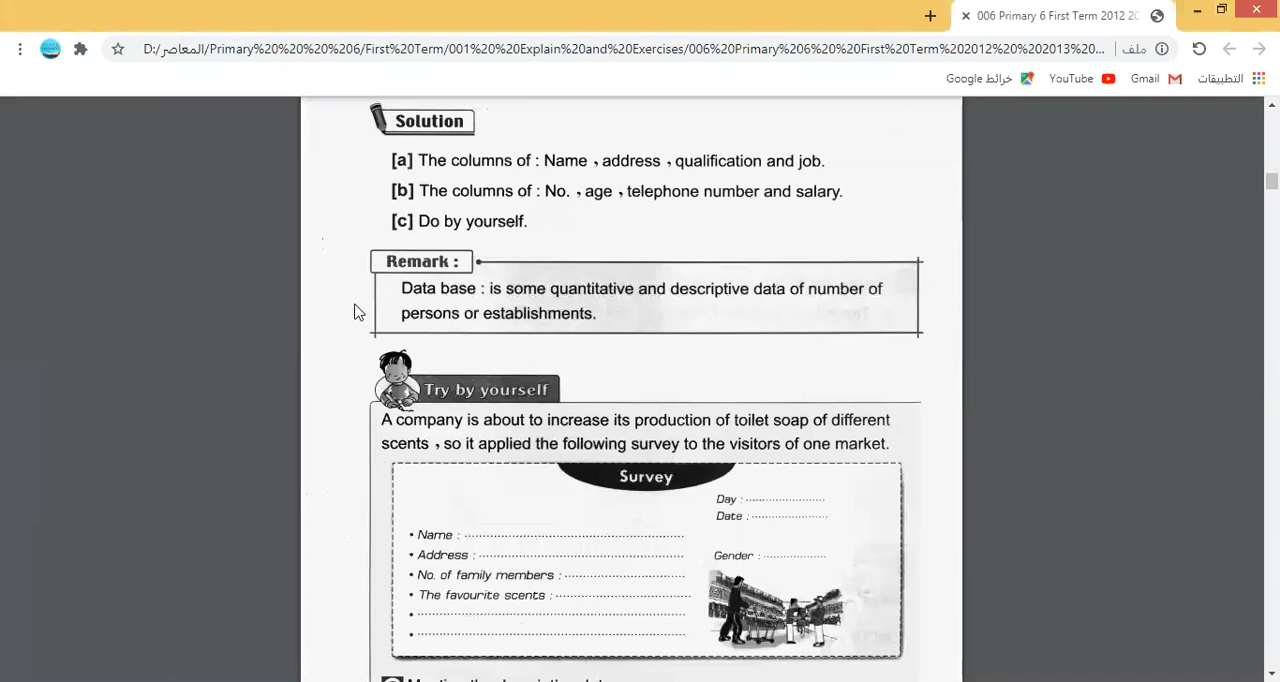 006 Primary 6 First Term 2012 20
D:/المعاصر/Primary%20%20%20%206/First%20Term/001%20%20Explain%20and%20Exercises/006%20Primary%206%20%20First%20Term%202012%20%202013%20...
ملف
التطبيقات
Gmail
YouTube
خرائط Google
Solution
[a] The columns of : Name , address , qualification and job.
[b] The columns of : No. , age , telephone number and salary.
[c] Do by yourself.
Remark :
Data base : is some quantitative and descriptive data of number of
persons or establishments.
Try by yourself
A company is about to increase its production of toilet soap of different
scents , so it applied the following survey to the visitors of one market.
Survey
Day : ........................
Date : ......................
• Name : ..............................................................
• Address : .........................................................
Gender : ...................
• No. of family members : ..................................
• The favourite scents : .....................................
• ..........................................................................
• ..........................................................................